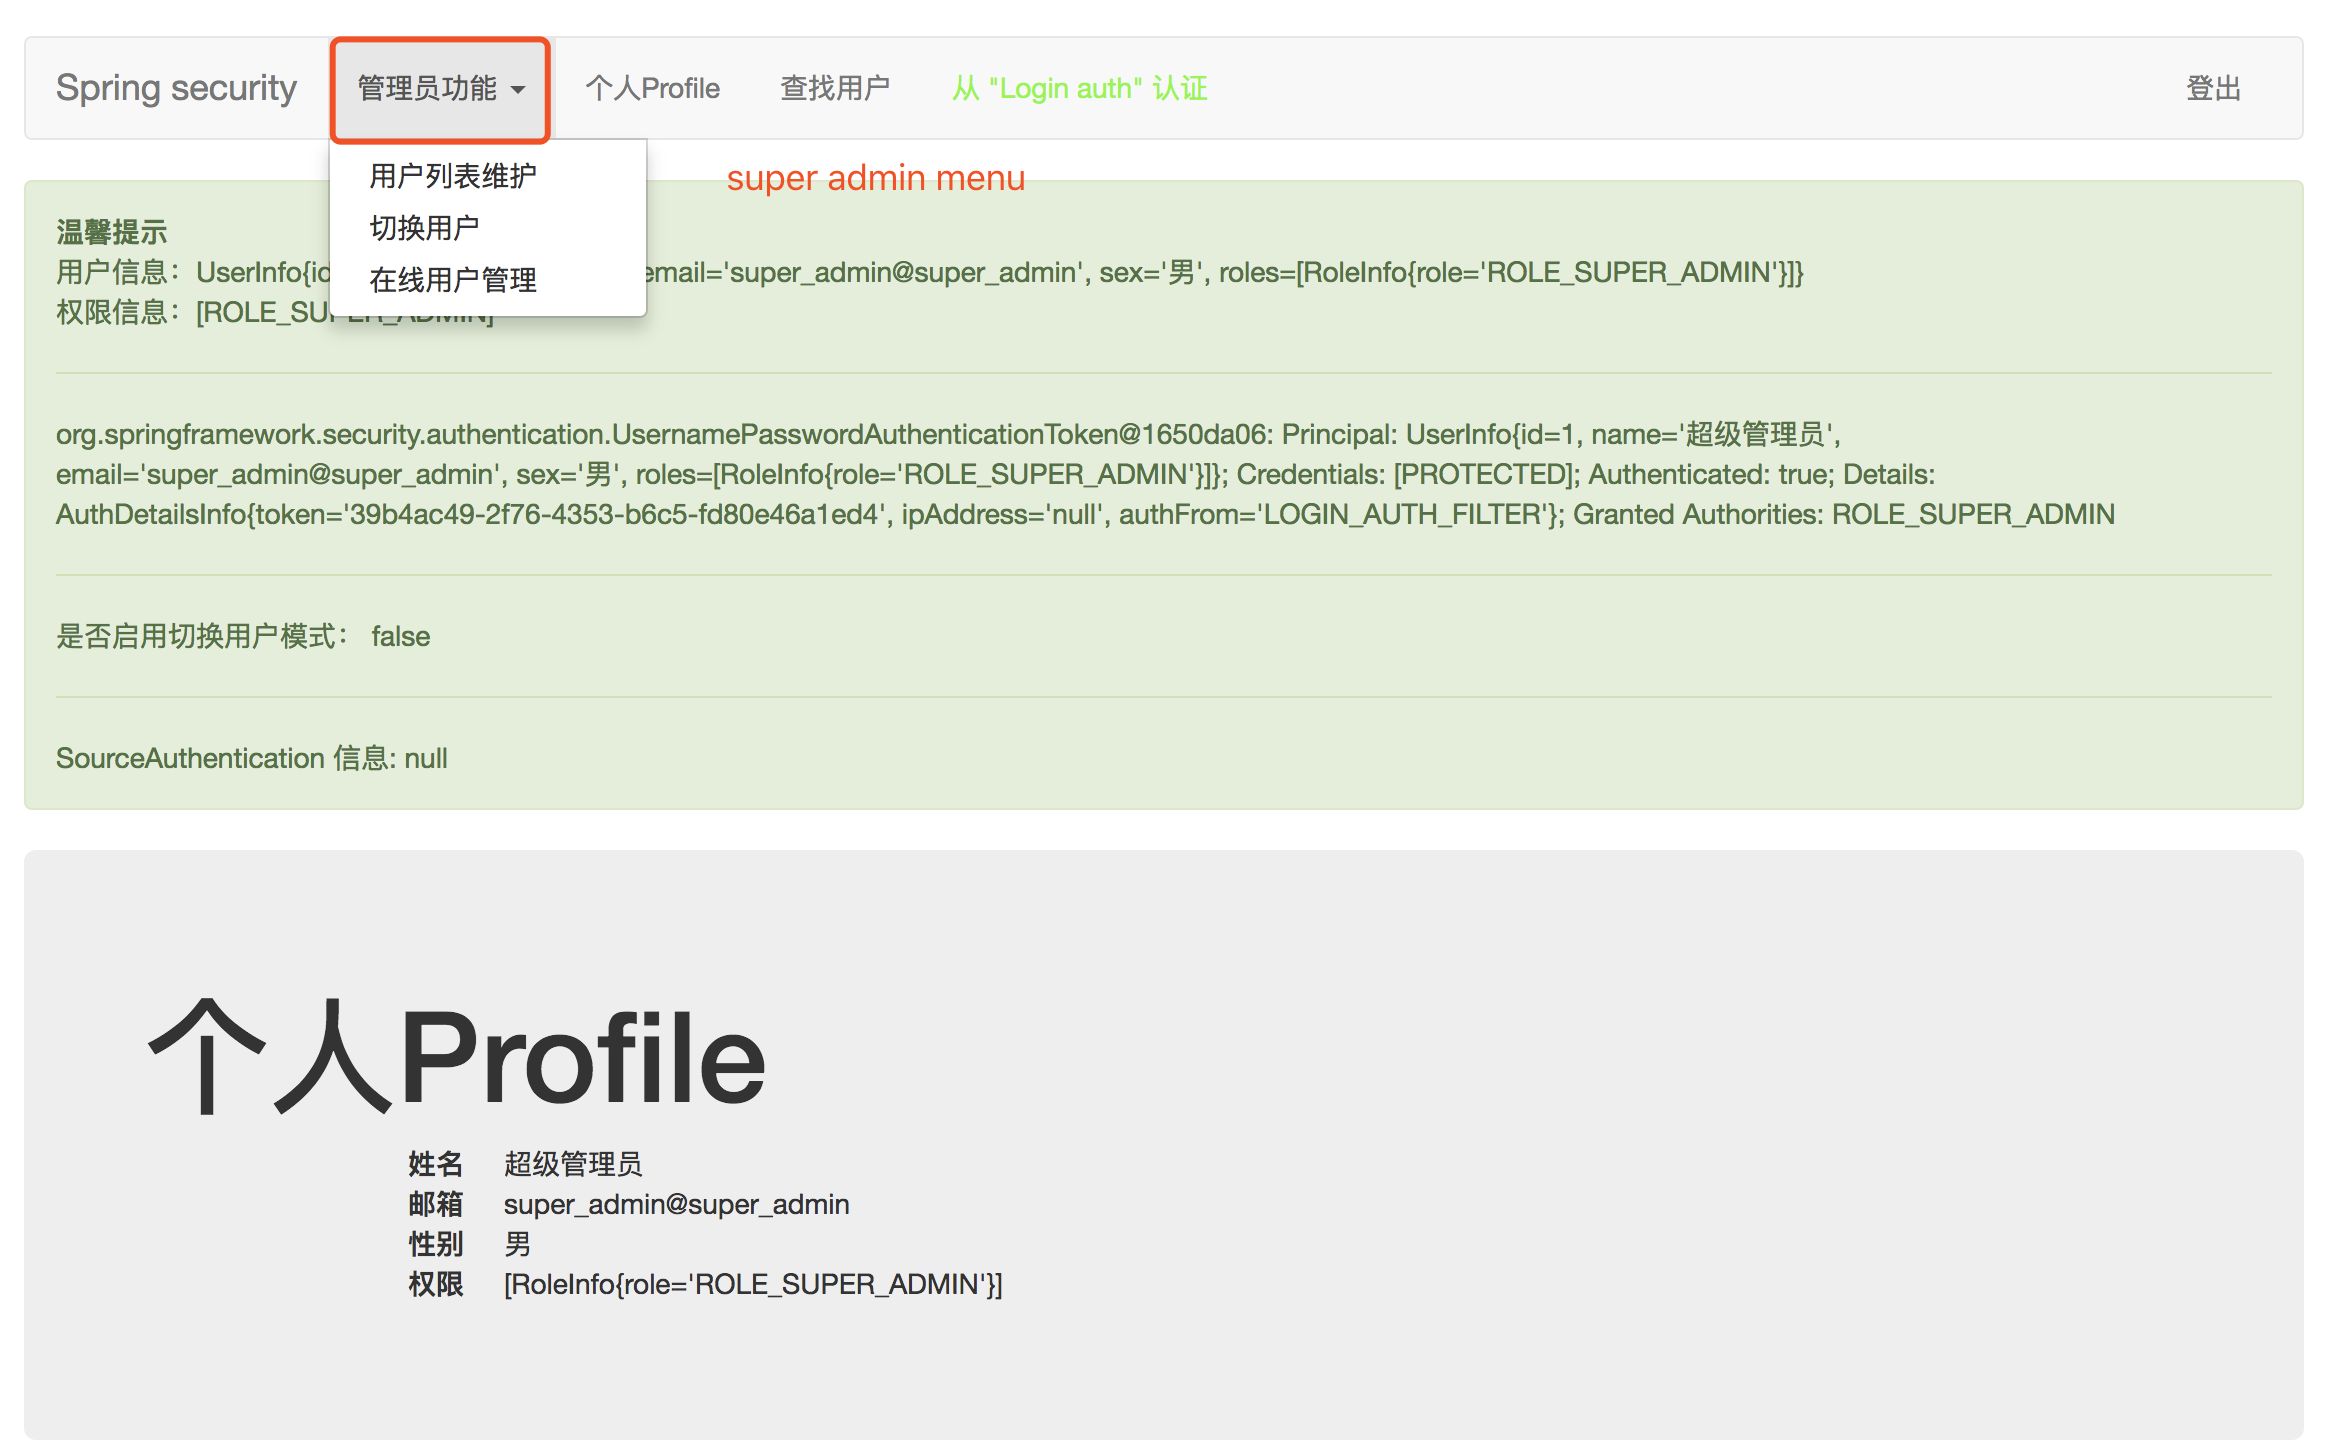 Spring security 管理员功能 个人Profile 查找用户 从 "Login auth" 认证 登出
用户列表维护
切换用户
在线用户管理
super admin menu
温馨提示
用户信息：UserInfo{id email='super_admin@super_admin', sex='男', roles=[RoleInfo{role='ROLE_SUPER_ADMIN'}]}
权限信息：[ROLE_SUPER_ADMIN]
org.springframework.security.authentication.UsernamePasswordAuthenticationToken@1650da06: Principal: UserInfo{id=1, name='超级管理员',
email='super_admin@super_admin', sex='男', roles=[RoleInfo{role='ROLE_SUPER_ADMIN'}]}; Credentials: [PROTECTED]; Authenticated: true; Details:
AuthDetailsInfo{token='39b4ac49-2f76-4353-b6c5-fd80e46a1ed4', ipAddress='null', authFrom='LOGIN_AUTH_FILTER'}; Granted Authorities: ROLE_SUPER_ADMIN
是否启用切换用户模式： false
SourceAuthentication 信息: null
个人Profile
姓名 超级管理员
邮箱 super_admin@super_admin
性别 男
权限 [RoleInfo{role='ROLE_SUPER_ADMIN'}]